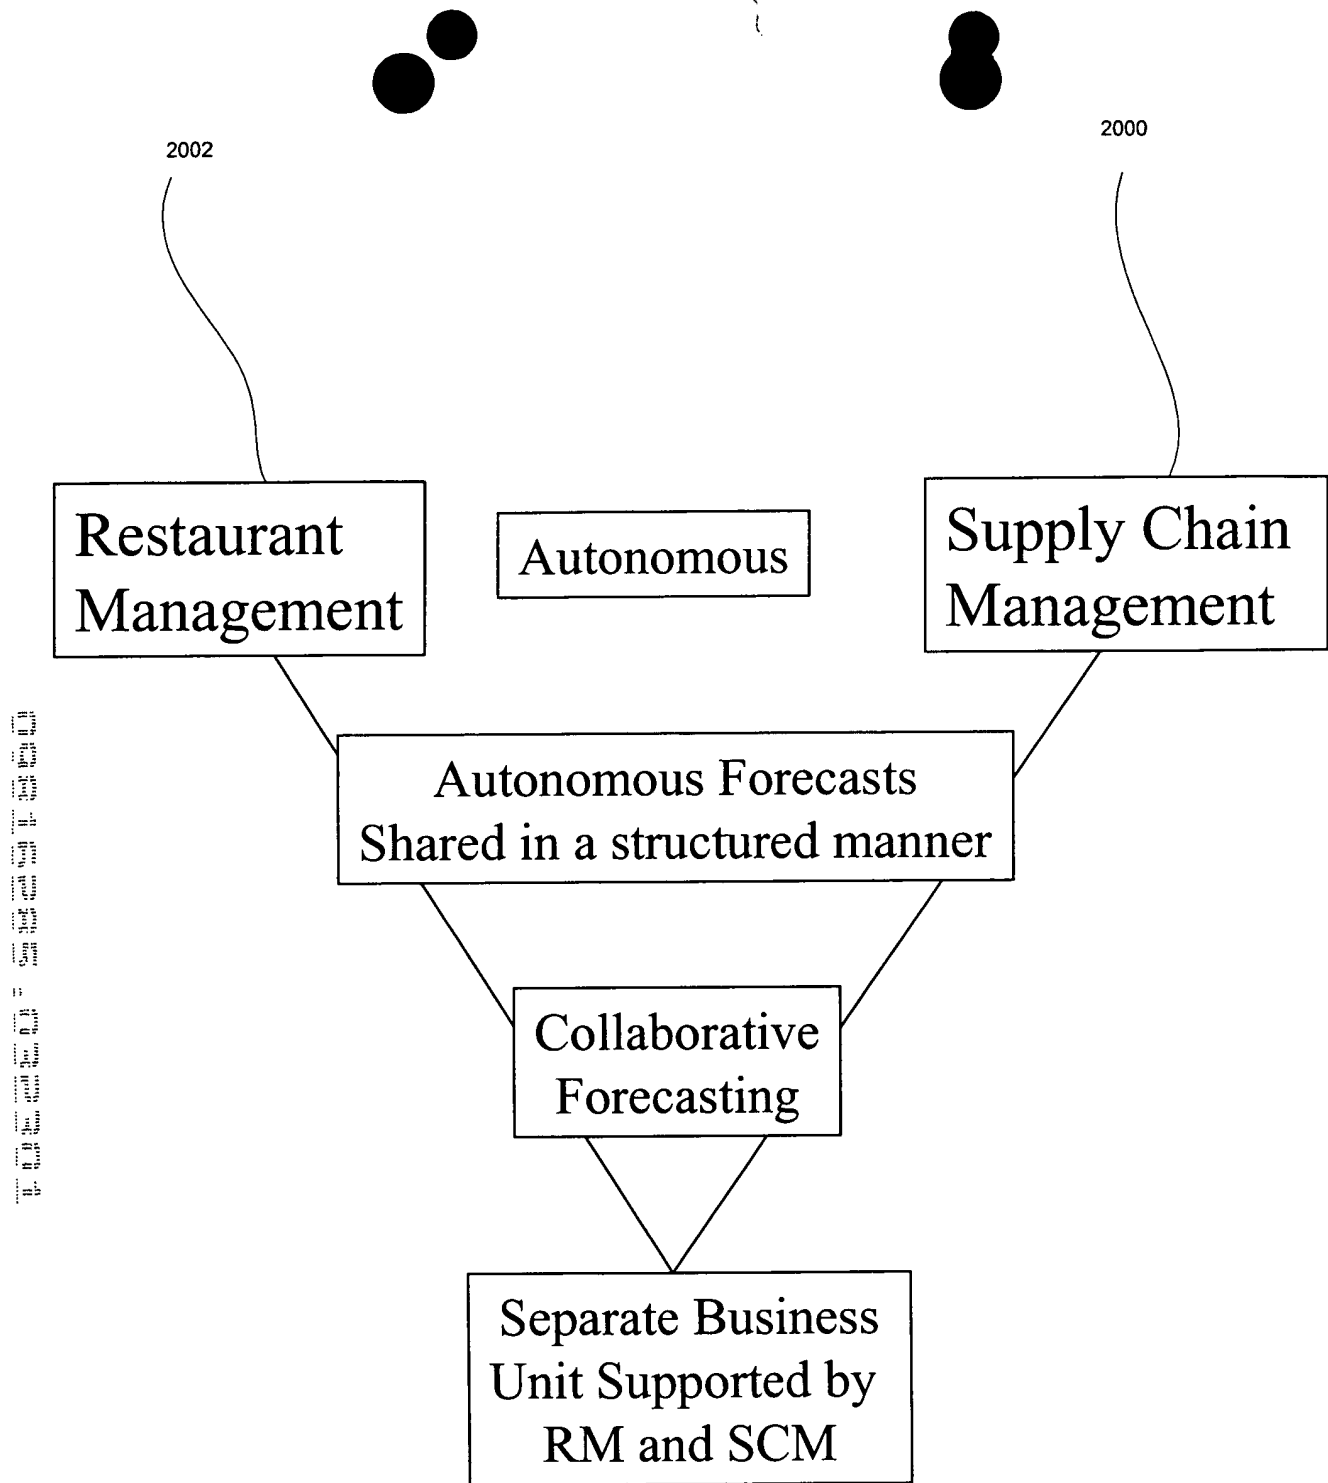 2002
2000
Restaurant
Management
Autonomous
Supply Chain
Management
Autonomous Forecasts
Shared in a structured manner
Collaborative
Forecasting
Separate Business
Unit Supported by
RM and SCM